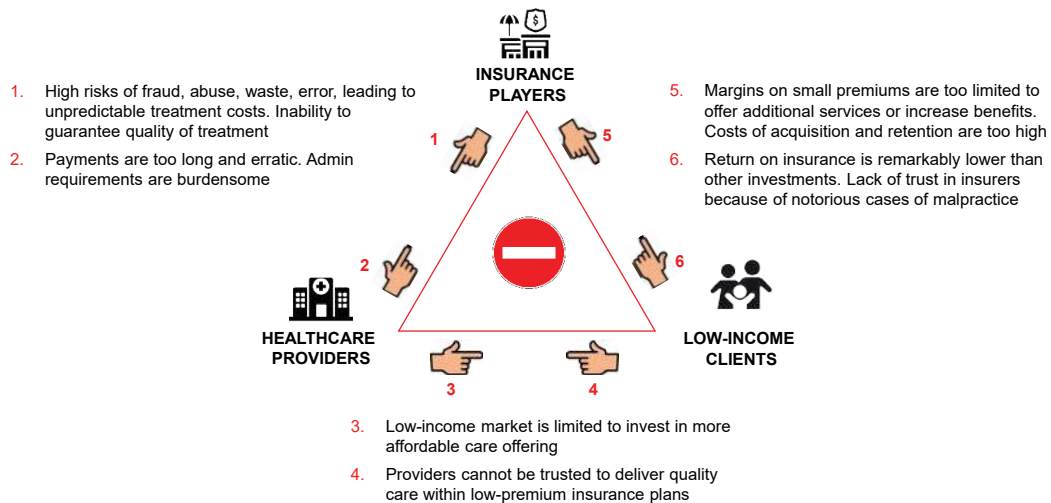 INSURANCE
PLAYERS
1. High risks of fraud, abuse, waste, error, leading to
unpredictable treatment costs. Inability to
guarantee quality of treatment
2. Payments are too long and erratic. Admin
requirements are burdensome
5. Margins on small premiums are too limited to
offer additional services or increase benefits.
Costs of acquisition and retention are too high
6. Return on insurance is remarkably lower than
other investments. Lack of trust in insurers
because of notorious cases of malpractice
1
5
2
6
$
HEALTHCARE
PROVIDERS
LOW-INCOME
CLIENTS
3
4
3. Low-income market is limited to invest in more
affordable care offering
4. Providers cannot be trusted to deliver quality
care within low-premium insurance plans